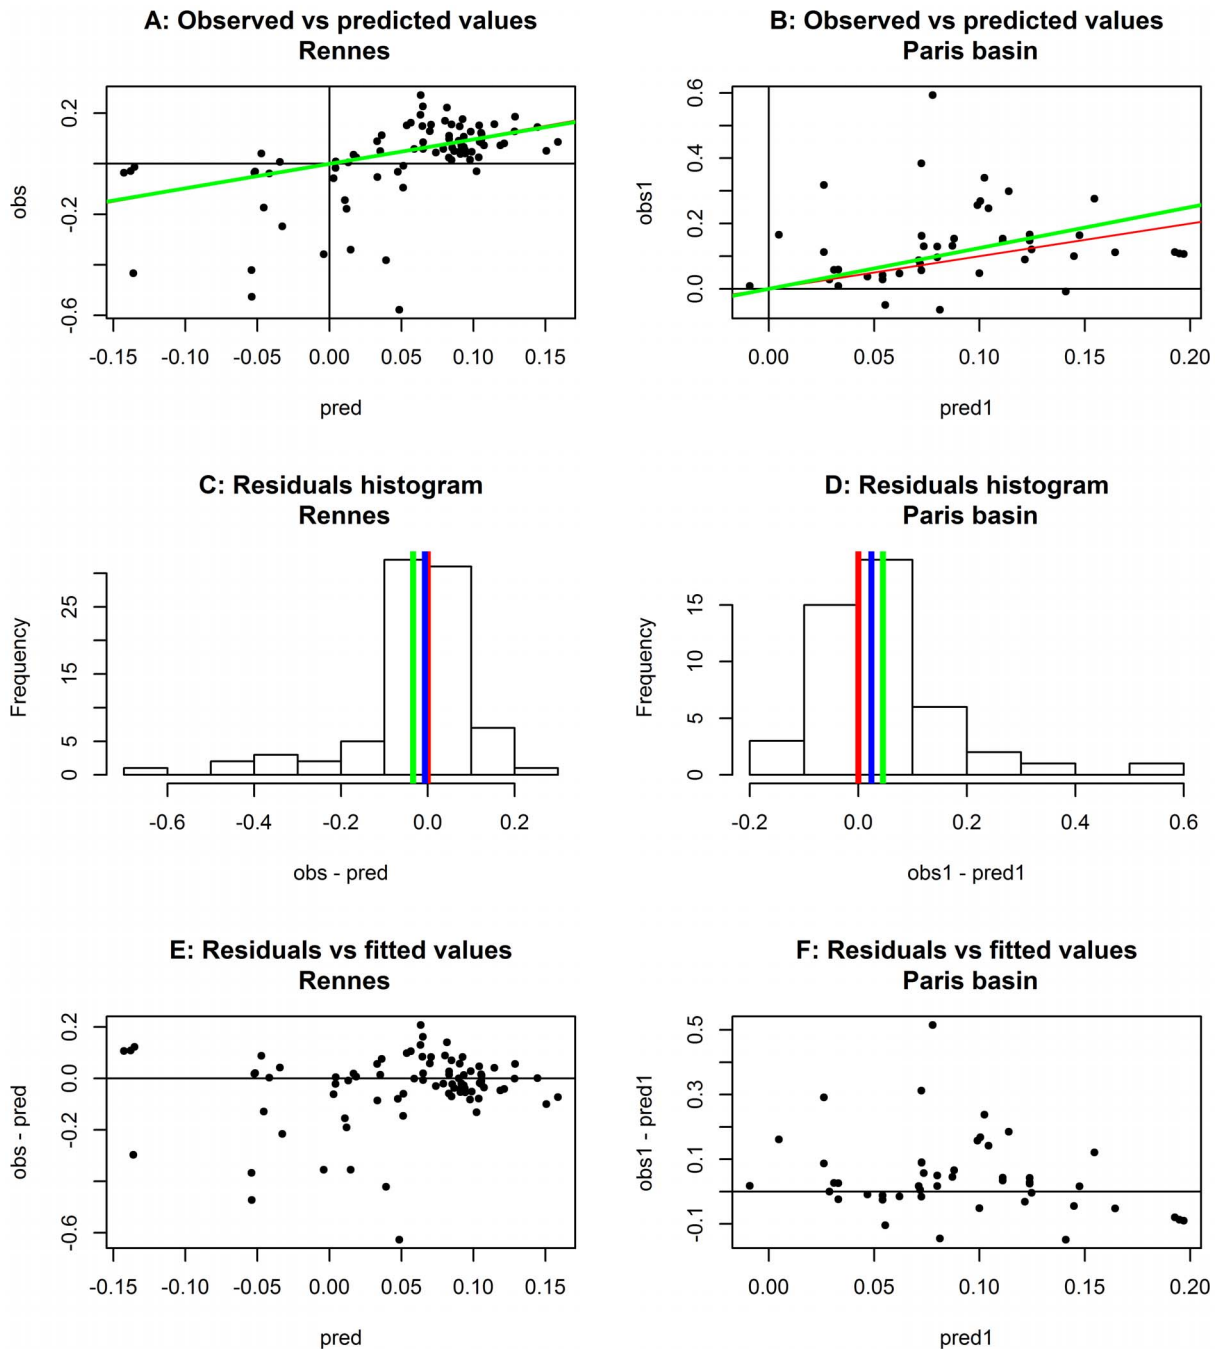 A: Observed vs predicted values
Rennes
obs
0.2
-0.2
-0.6
-0.15 -0.10 -0.05 0.00 0.05 0.10 0.15
pred
B: Observed vs predicted values
Paris basin
obs1
0.6
0.4
0.2
0.0
0.00 0.05 0.10 0.15 0.20
pred1
C: Residuals histogram
Rennes
Frequency
25
15
5
0
-0.6 -0.4 -0.2 0.0 0.2
obs - pred
D: Residuals histogram
Paris basin
Frequency
15
10
5
0
-0.2 0.0 0.2 0.4 0.6
obs1 - pred1
E: Residuals vs fitted values
Rennes
obs - pred
0.2
0.0
-0.2
-0.6
-0.15 -0.10 -0.05 0.00 0.05 0.10 0.15
pred
F: Residuals vs fitted values
Paris basin
obs1 - pred1
0.5
0.3
0.1
-0.1
0.00 0.05 0.10 0.15 0.20
pred1